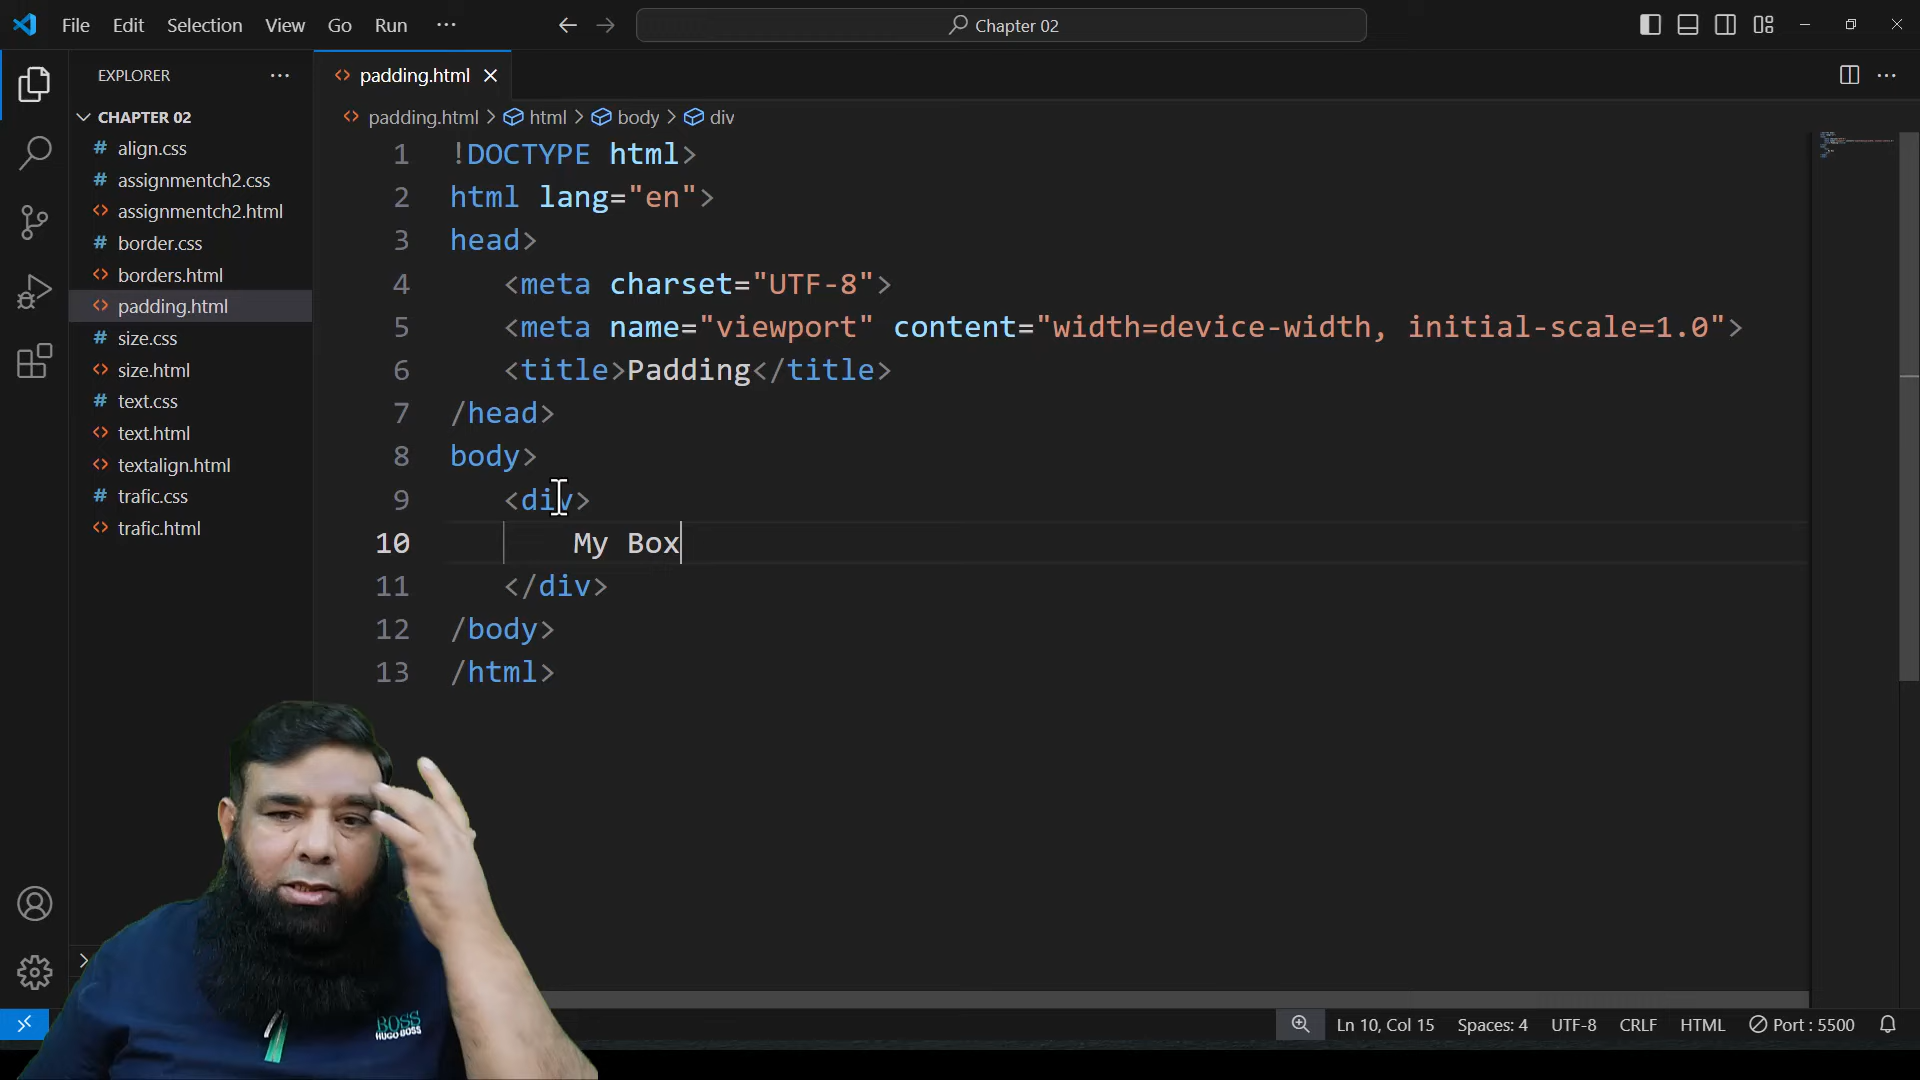 File Edit Selection View Go Run ···
Chapter 02
EXPLORER ···
CHAPTER 02
align.css
assignmentch2.css
assignmentch2.html
border.css
borders.html
padding.html
size.css
size.html
text.css
text.html
textalign.html
trafic.css
trafic.html
padding.html
padding.html > html > body > div
1 !DOCTYPE html>
2 html lang="en">
3 head>
4 <meta charset="UTF-8">
5 <meta name="viewport" content="width=device-width, initial-scale=1.0">
6 <title>Padding</title>
7 /head>
8 body>
9 <div>
10 My Box
11 </div>
12 /body>
13 /html>
BOSS
HUGO BOSS
Ln 10, Col 15 Spaces: 4 UTF-8 CRLF HTML Port : 5500